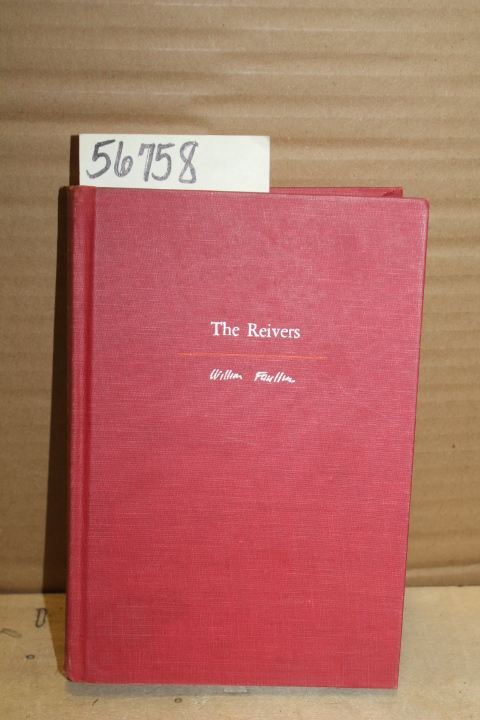 56758
The Reivers
William Faulkner
D